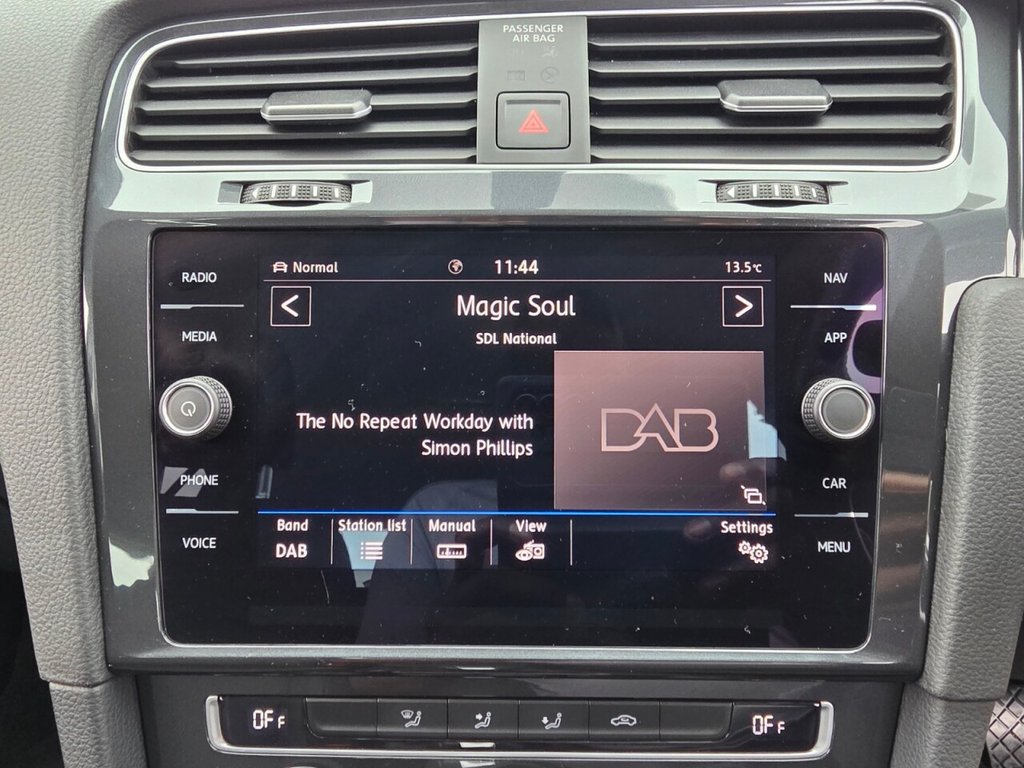 PASSENGER
AIR BAG
RADIO
MEDIA
PHONE
VOICE
Normal
11:44
13.5°c
Magic Soul
SDL National
The No Repeat Workday with
Simon Phillips
DAB
Band
DAB
Station list
Manual
View
Settings
NAV
APP
CAR
MENU
OFF
OFF